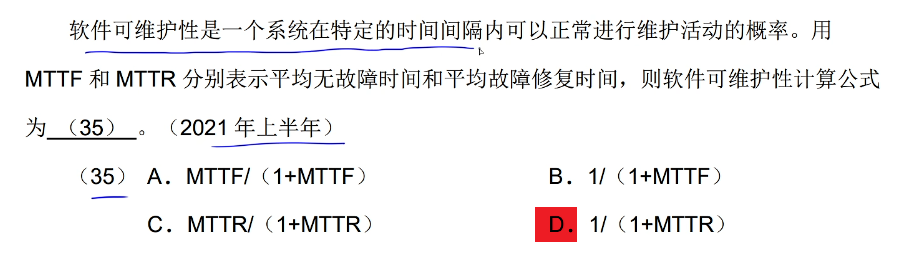 软件可维护性是一个系统在特定的时间间隔内可以正常进行维护活动的概率。用
MTTF 和 MTTR 分别表示平均无故障时间和平均故障修复时间，则软件可维护性计算公式
为 （35） 。（2021 年上半年）
（35） A．MTTF/（1+MTTF） B．1/（1+MTTF）
C．MTTR/（1+MTTR） D．1/（1+MTTR）